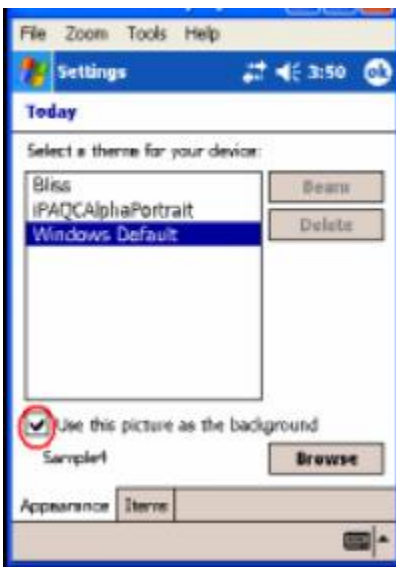 File Zoom Tools Help
Settings 3:50 ok
Today
Select a theme for your device:
Bliss
iPAQCAlphaPortrait
Windows Default
Beam
Delete
Use this picture as the background
Sample4
Browse
Appearance Items